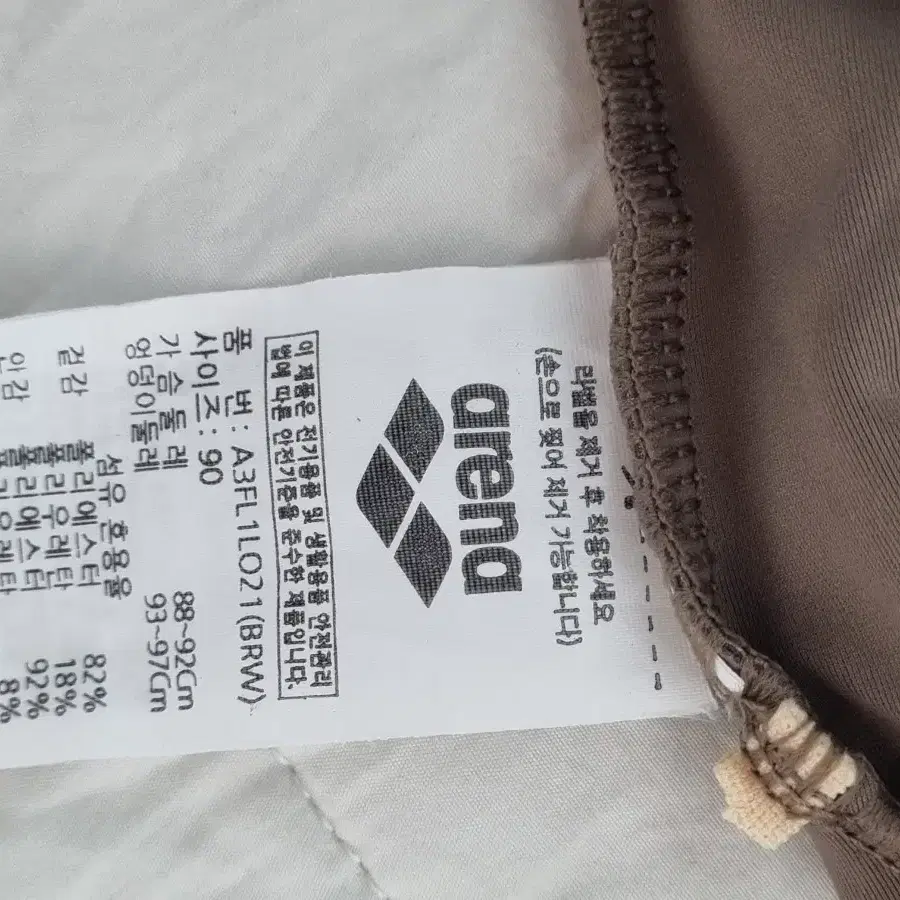 라벨을 제거 후 착용하세요
(손으로 찢어 제거 가능합니다)
arena
이 제품은 전기용품 및 생활용품 안전관리
법에 따른 안전기준을 준수한 제품입니다.
품 번: A3FL1LO21(BRW)
사이즈: 90
가슴둘레 88~92Cm
엉덩이둘레 93~97Cm
섬유 혼용율
겉감 폴리에스터 82%
폴리우레탄 18%
안감 폴리에스터 92%
폴리우레탄 8%